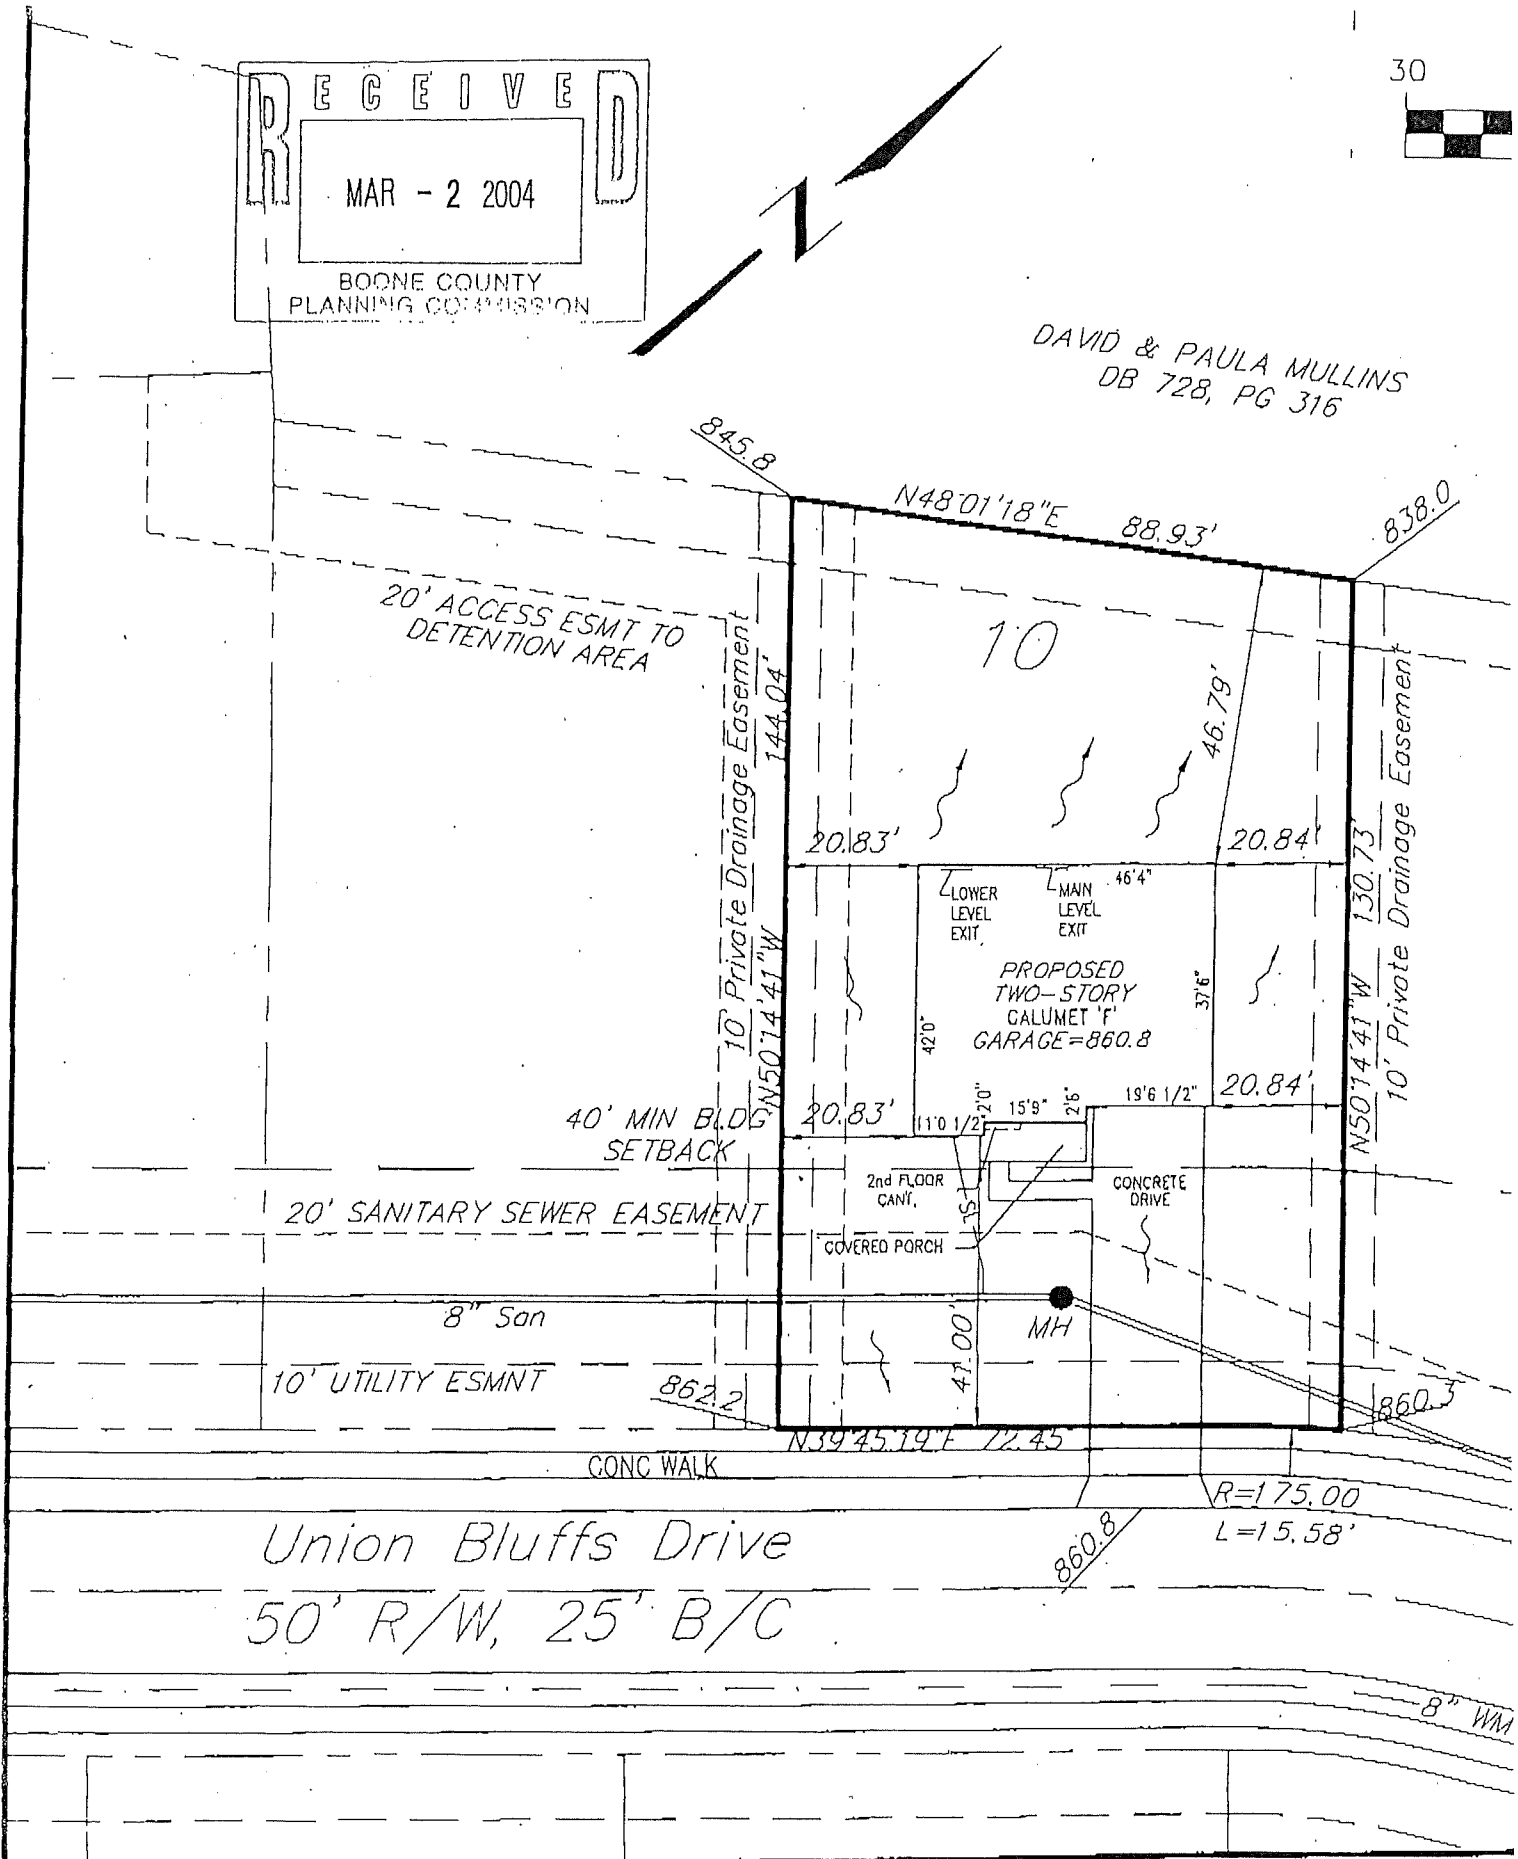 RECEIVED
MAR - 2 2004
BOONE COUNTY
PLANNING COMMISSION
30
DAVID & PAULA MULLINS
DB 728, PG 316
845.8
N48°01'18"E 88.93'
838.0
20' ACCESS ESMT TO
DETENTION AREA
10
10' Private Drainage Easement
N50°14'41"W 144.04'
46.79'
N50°14'41"W 130.73'
10' Private Drainage Easement
20.83'
20.84'
46'4"
LOWER
LEVEL
EXIT
MAIN
LEVEL
EXIT
PROPOSED
TWO-STORY
CALUMET 'F'
GARAGE=860.8
42'0"
37'6"
40' MIN BLDG
SETBACK
20.83'
11'0 1/2"
2'0"
15'9"
2'6"
19'6 1/2"
20.84'
2nd FLOOR
CANT.
CONCRETE
DRIVE
20' SANITARY SEWER EASEMENT
COVERED PORCH
8" San
MH
41.00'
10' UTILITY ESMNT
862.2
860.3
N39°45'19"E 72.45
CONC WALK
R=175.00
L=15.58'
Union Bluffs Drive
860.8
50' R/W, 25' B/C
8" WM